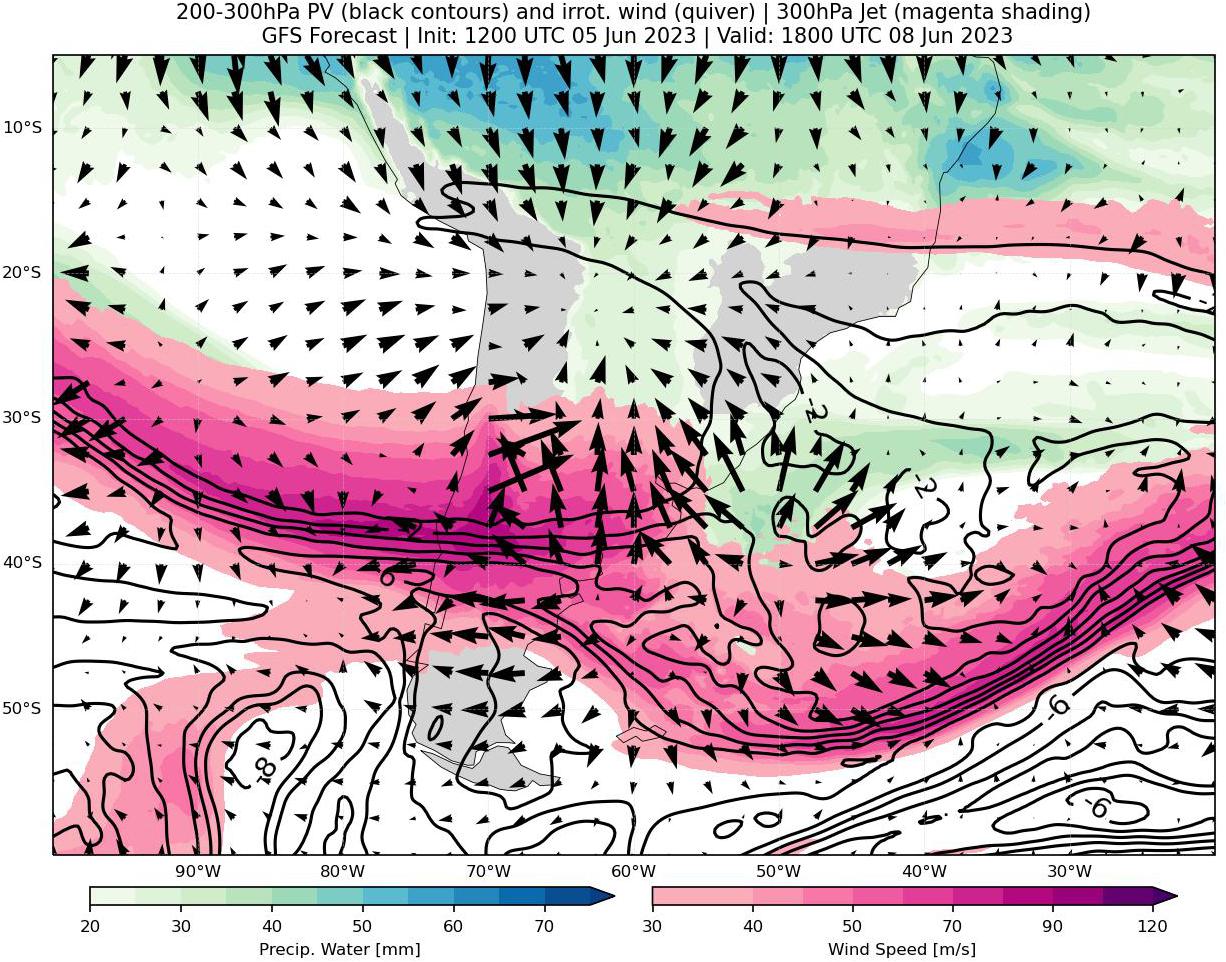 200-300hPa PV (black contours) and irrot. wind (quiver) | 300hPa Jet (magenta shading)
GFS Forecast | Init: 1200 UTC 05 Jun 2023 | Valid: 1800 UTC 08 Jun 2023
10°S
20°S
-2
30°S
-2
-2
40°S
-6
50°S
-6
-8
-6
90°W 80°W 70°W 60°W 50°W 40°W 30°W
20 30 40 50 60 70
30 40 50 70 90 120
Precip. Water [mm]
Wind Speed [m/s]